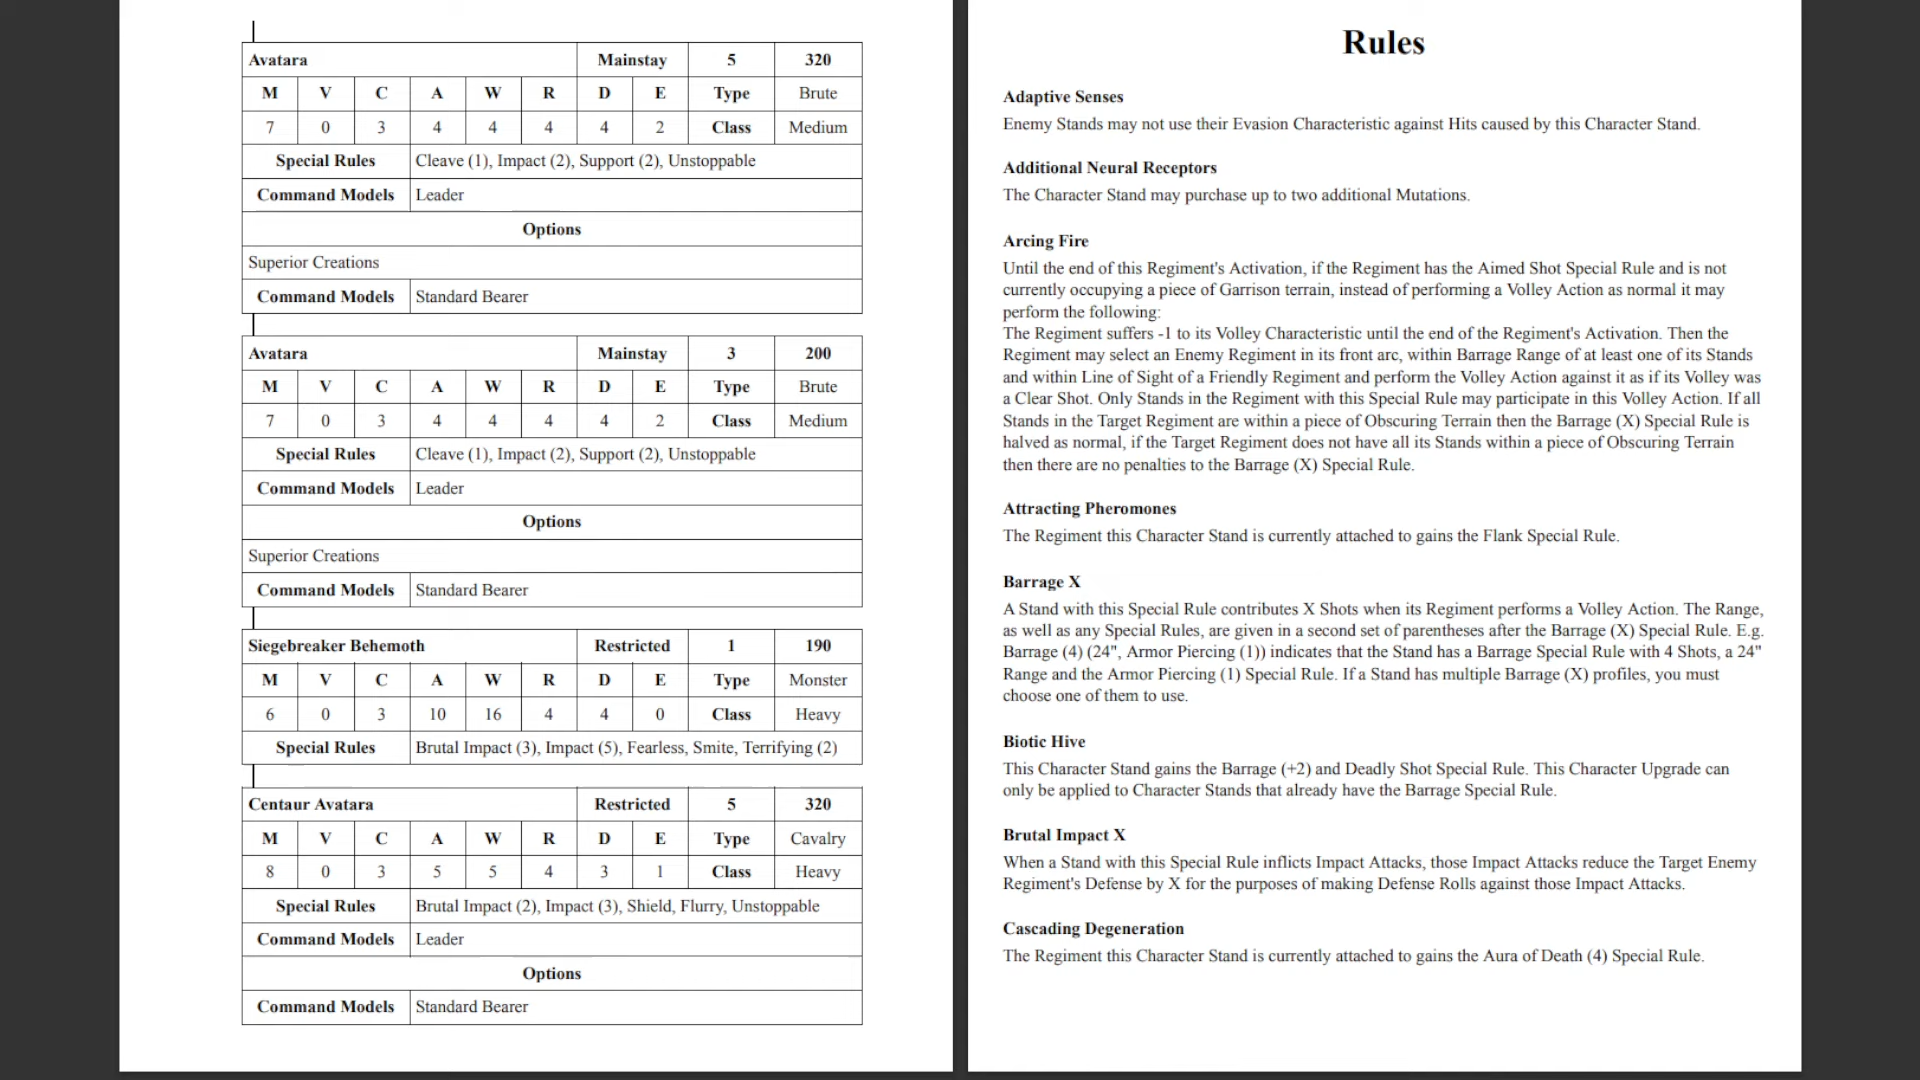 Avatara Mainstay 5 320
M V C A W R D E Type Brute
7 0 3 4 4 4 4 2 Class Medium
Special Rules Cleave (1), Impact (2), Support (2), Unstoppable
Command Models Leader
Options
Superior Creations
Command Models Standard Bearer
Avatara Mainstay 3 200
M V C A W R D E Type Brute
7 0 3 4 4 4 4 2 Class Medium
Special Rules Cleave (1), Impact (2), Support (2), Unstoppable
Command Models Leader
Options
Superior Creations
Command Models Standard Bearer
Siegebreaker Behemoth Restricted 1 190
M V C A W R D E Type Monster
6 0 3 10 16 4 4 0 Class Heavy
Special Rules Brutal Impact (3), Impact (5), Fearless, Smite, Terrifying (2)
Centaur Avatara Restricted 5 320
M V C A W R D E Type Cavalry
8 0 3 5 5 4 3 1 Class Heavy
Special Rules Brutal Impact (2), Impact (3), Shield, Flurry, Unstoppable
Command Models Leader
Options
Command Models Standard Bearer
Rules
Adaptive Senses
Enemy Stands may not use their Evasion Characteristic against Hits caused by this Character Stand.
Additional Neural Receptors
The Character Stand may purchase up to two additional Mutations.
Arcing Fire
Until the end of this Regiment's Activation, if the Regiment has the Aimed Shot Special Rule and is not
currently occupying a piece of Garrison terrain, instead of performing a Volley Action as normal it may
perform the following:
The Regiment suffers -1 to its Volley Characteristic until the end of the Regiment's Activation. Then the
Regiment may select an Enemy Regiment in its front arc, within Barrage Range of at least one of its Stands
and within Line of Sight of a Friendly Regiment and perform the Volley Action against it as if its Volley was
a Clear Shot. Only Stands in the Regiment with this Special Rule may participate in this Volley Action. If all
Stands in the Target Regiment are within a piece of Obscuring Terrain then the Barrage (X) Special Rule is
halved as normal, if the Target Regiment does not have all its Stands within a piece of Obscuring Terrain
then there are no penalties to the Barrage (X) Special Rule.
Attracting Pheromones
The Regiment this Character Stand is currently attached to gains the Flank Special Rule.
Barrage X
A Stand with this Special Rule contributes X Shots when its Regiment performs a Volley Action. The Range,
as well as any Special Rules, are given in a second set of parentheses after the Barrage (X) Special Rule. E.g.
Barrage (4) (24", Armor Piercing (1)) indicates that the Stand has a Barrage Special Rule with 4 Shots, a 24"
Range and the Armor Piercing (1) Special Rule. If a Stand has multiple Barrage (X) profiles, you must
choose one of them to use.
Biotic Hive
This Character Stand gains the Barrage (+2) and Deadly Shot Special Rule. This Character Upgrade can
only be applied to Character Stands that already have the Barrage Special Rule.
Brutal Impact X
When a Stand with this Special Rule inflicts Impact Attacks, those Impact Attacks reduce the Target Enemy
Regiment's Defense by X for the purposes of making Defense Rolls against those Impact Attacks.
Cascading Degeneration
The Regiment this Character Stand is currently attached to gains the Aura of Death (4) Special Rule.